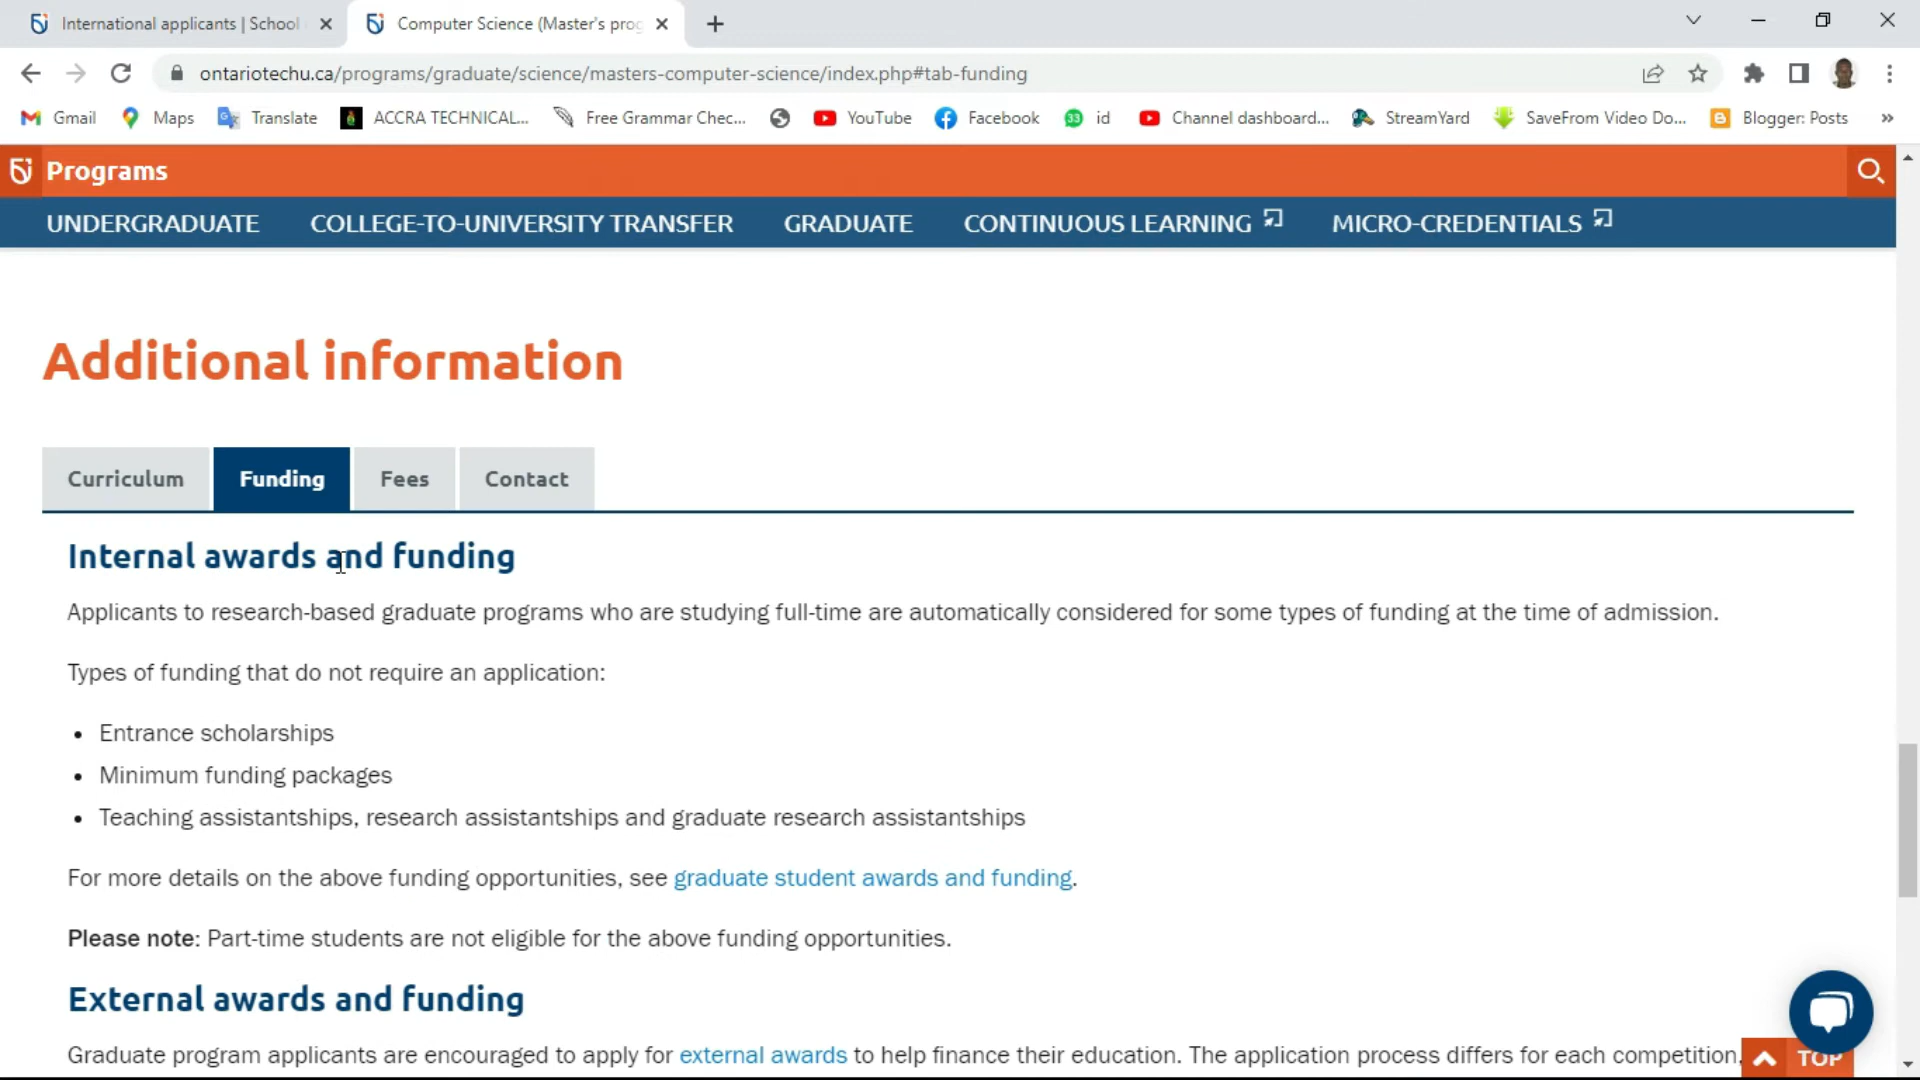 International applicants | School
Computer Science (Master's prog
ontariotechu.ca/programs/graduate/science/masters-computer-science/index.php#tab-funding
Gmail Maps Translate ACCRA TECHNICAL... Free Grammar Chec... YouTube Facebook 33 id Channel dashboard... StreamYard SaveFrom Video Do... Blogger: Posts »
Programs
UNDERGRADUATE COLLEGE-TO-UNIVERSITY TRANSFER GRADUATE CONTINUOUS LEARNING MICRO-CREDENTIALS
Additional information
Curriculum Funding Fees Contact
Internal awards and funding
Applicants to research-based graduate programs who are studying full-time are automatically considered for some types of funding at the time of admission.
Types of funding that do not require an application:
• Entrance scholarships
• Minimum funding packages
• Teaching assistantships, research assistantships and graduate research assistantships
For more details on the above funding opportunities, see graduate student awards and funding.
Please note: Part-time students are not eligible for the above funding opportunities.
External awards and funding
Graduate program applicants are encouraged to apply for external awards to help finance their education. The application process differs for each competition.
TOP